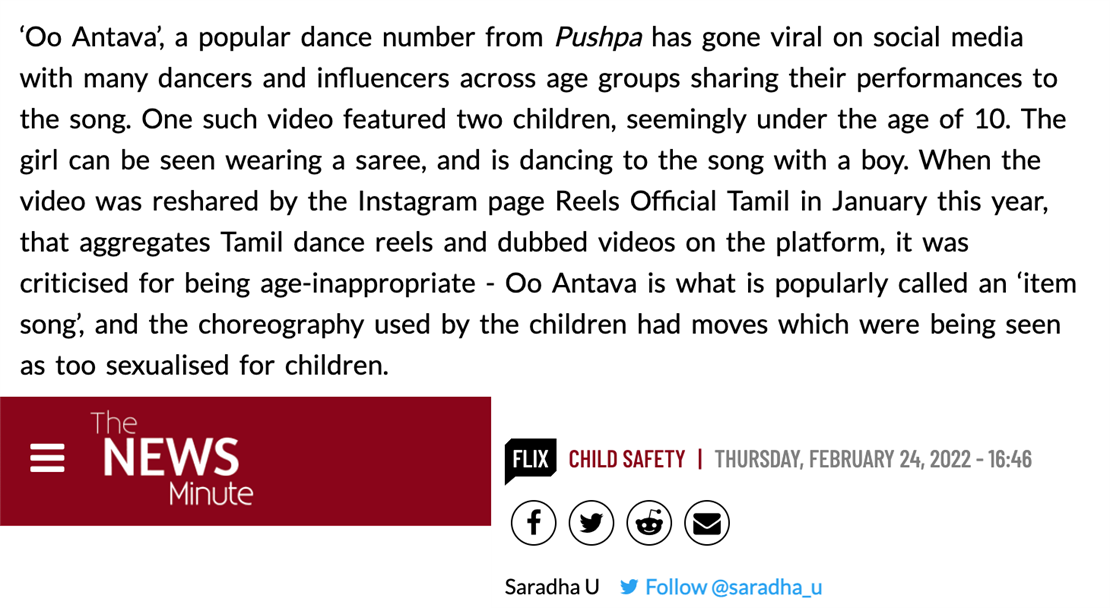 ‘Oo Antava’, a popular dance number from Pushpa has gone viral on social media
with many dancers and influencers across age groups sharing their performances to
the song. One such video featured two children, seemingly under the age of 10. The
girl can be seen wearing a saree, and is dancing to the song with a boy. When the
video was reshared by the Instagram page Reels Official Tamil in January this year,
that aggregates Tamil dance reels and dubbed videos on the platform, it was
criticised for being age-inappropriate - Oo Antava is what is popularly called an ‘item
song’, and the choreography used by the children had moves which were being seen
as too sexualised for children.
The
NEWS
Minute
FLIX CHILD SAFETY | THURSDAY, FEBRUARY 24, 2022 - 16:46
Saradha U Follow @saradha_u